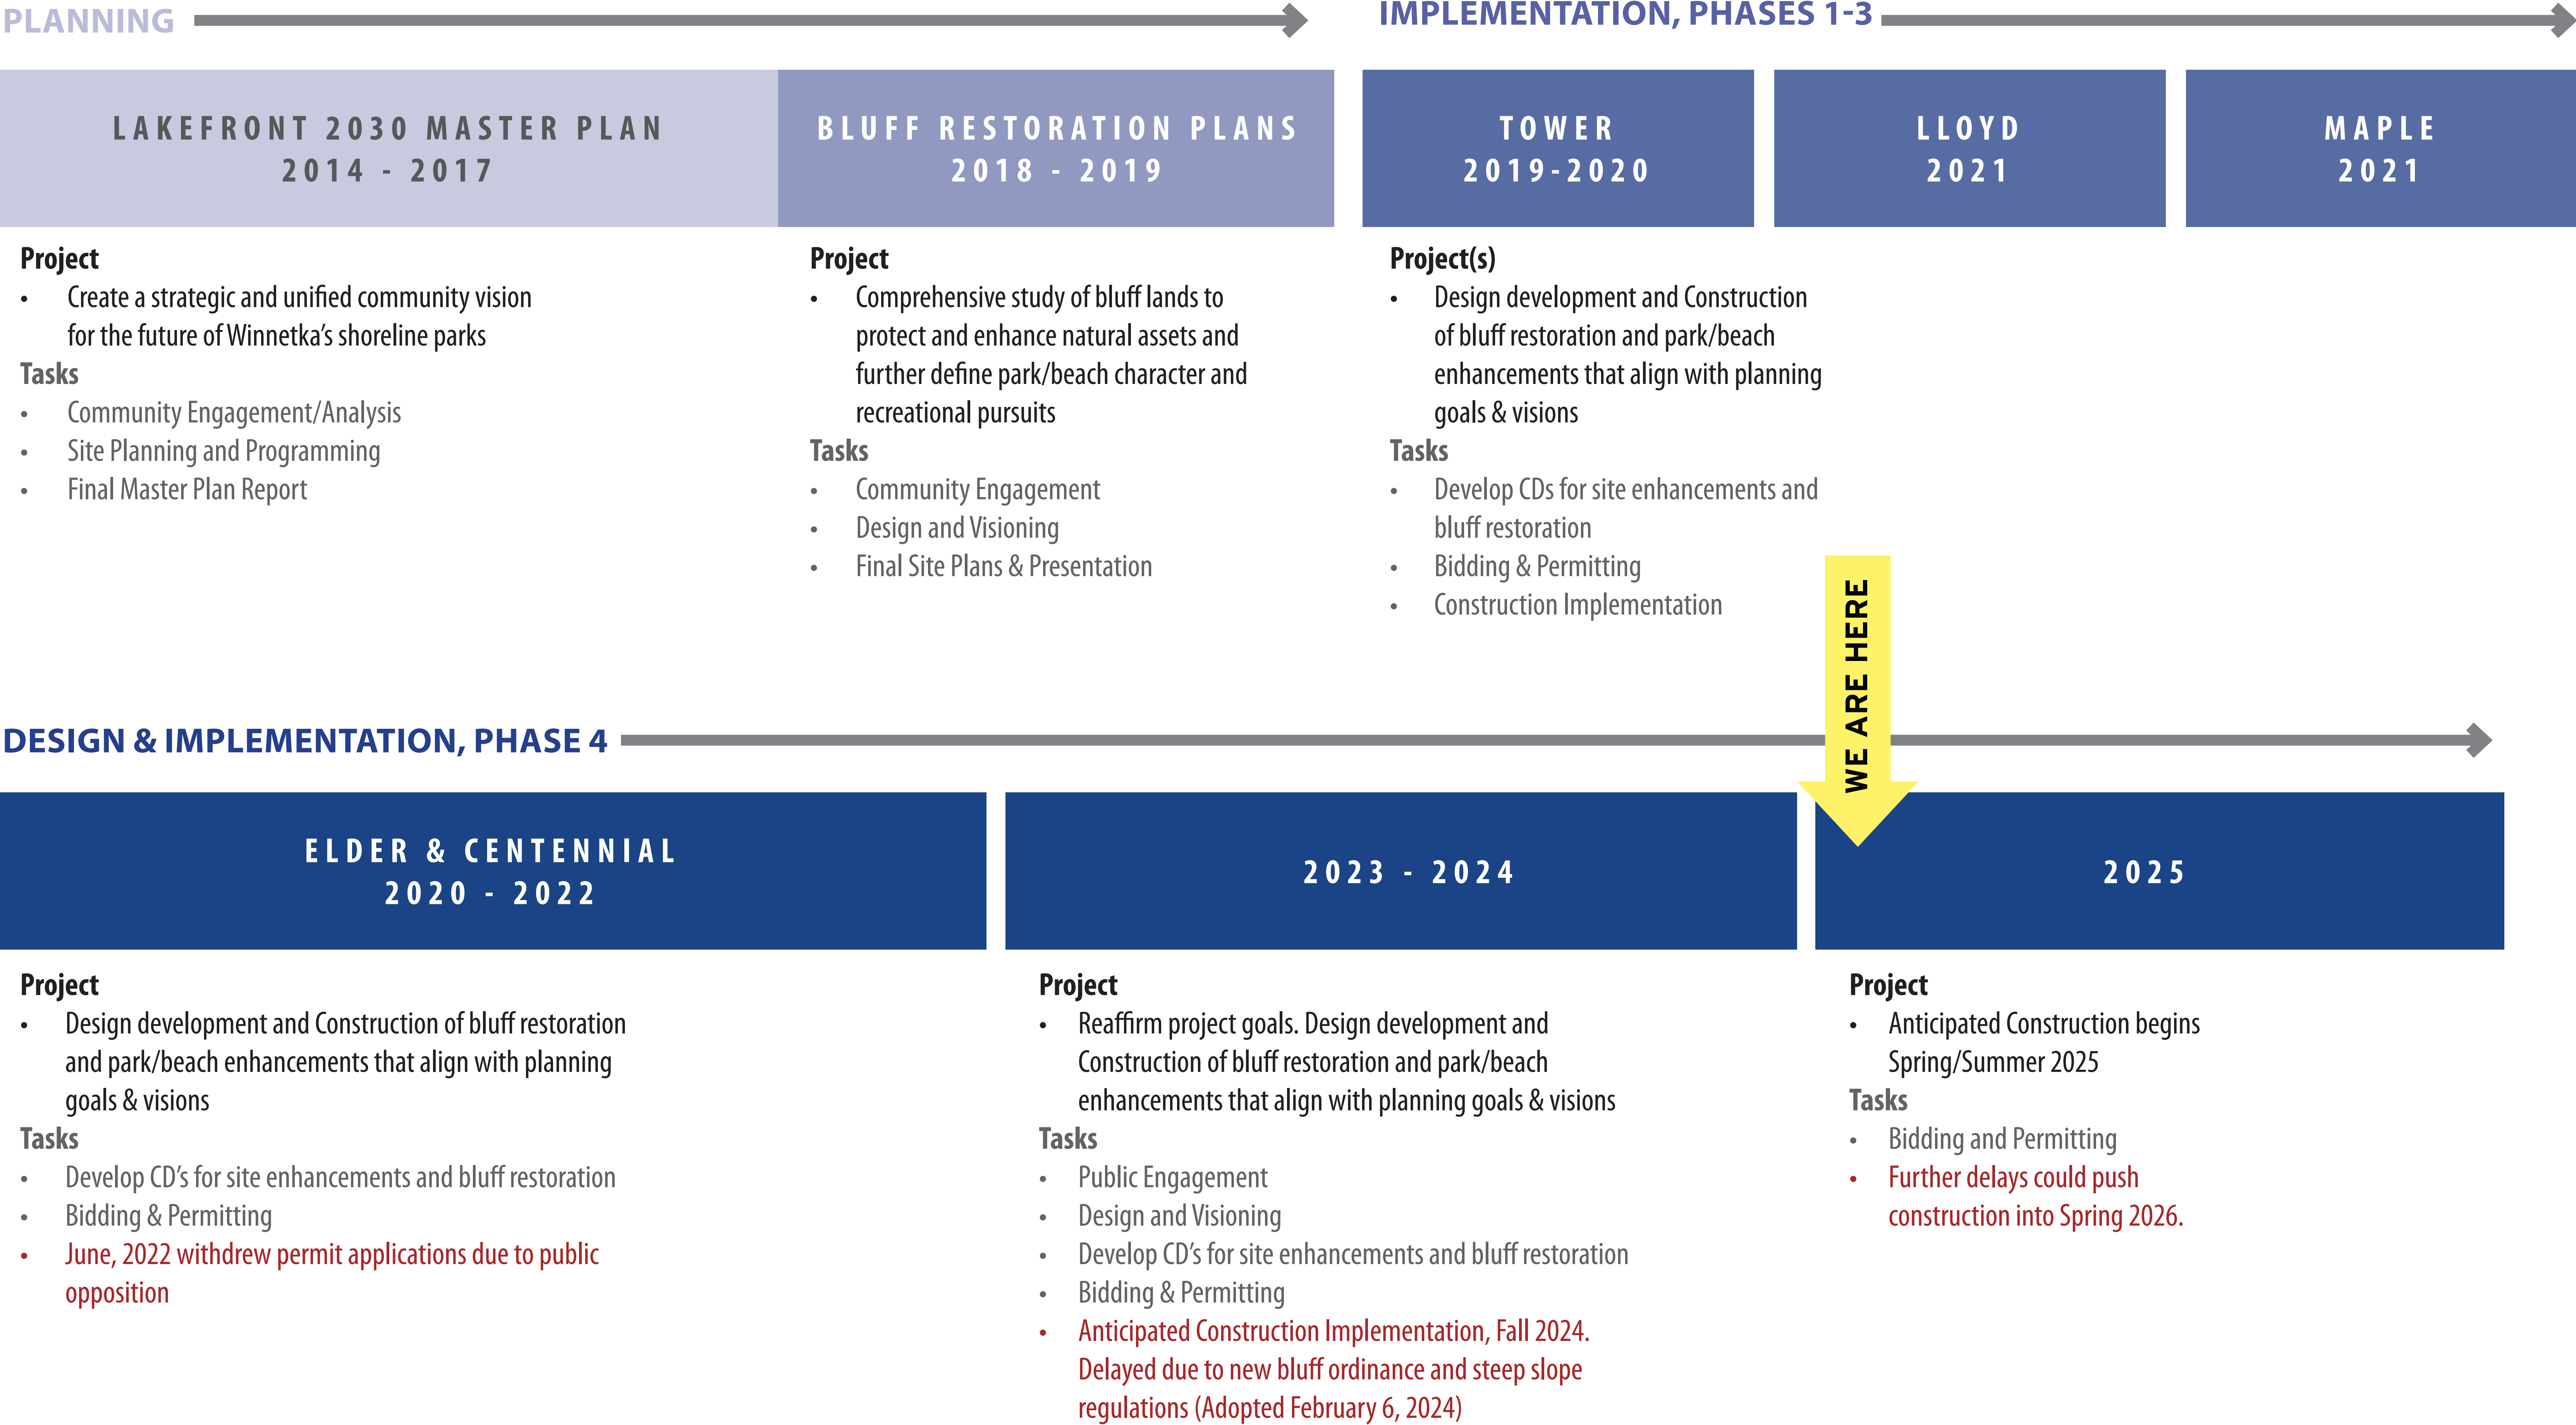 PLANNING
IMPLEMENTATION, PHASES 1-3
LAKEFRONT 2030 MASTER PLAN
2014 - 2017
BLUFF RESTORATION PLANS
2018 - 2019
TOWER
2019-2020
LLOYD
2021
MAPLE
2021
Project
• Create a strategic and unified community vision
for the future of Winnetka's shoreline parks
Tasks
• Community Engagement/Analysis
• Site Planning and Programming
• Final Master Plan Report
Project
• Comprehensive study of bluff lands to
protect and enhance natural assets and
further define park/beach character and
recreational pursuits
Tasks
• Community Engagement
• Design and Visioning
• Final Site Plans & Presentation
Project(s)
• Design development and Construction
of bluff restoration and park/beach
enhancements that align with planning
goals & visions
Tasks
• Develop CDs for site enhancements and
bluff restoration
• Bidding & Permitting
• Construction Implementation
WE ARE HERE
DESIGN & IMPLEMENTATION, PHASE 4
ELDER & CENTENNIAL
2020 - 2022
2023 - 2024
2025
Project
• Design development and Construction of bluff restoration
and park/beach enhancements that align with planning
goals & visions
Tasks
• Develop CD's for site enhancements and bluff restoration
• Bidding & Permitting
• June, 2022 withdrew permit applications due to public
opposition
Project
• Reaffirm project goals. Design development and
Construction of bluff restoration and park/beach
enhancements that align with planning goals & visions
Tasks
• Public Engagement
• Design and Visioning
• Develop CD's for site enhancements and bluff restoration
• Bidding & Permitting
• Anticipated Construction Implementation, Fall 2024.
Delayed due to new bluff ordinance and steep slope
regulations (Adopted February 6, 2024)
Project
• Anticipated Construction begins
Spring/Summer 2025
Tasks
• Bidding and Permitting
• Further delays could push
construction into Spring 2026.